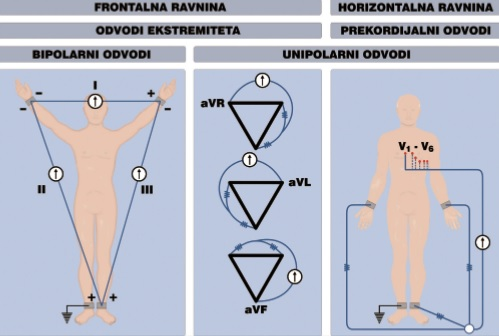 FRONTALNA RAVNINA
HORIZONTALNA RAVNINA
ODVODI EKSTREMITETA
PREKORDIJALNI ODVODI
BIPOLARNI ODVODI
UNIPOLARNI ODVODI
I
- +
- -
II
III
+ +
aVR
aVL
aVF
V1 - V6